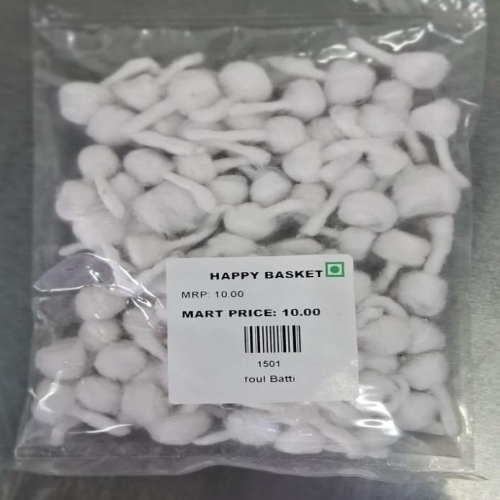 HAPPY BASKET
MRP: 10.00
MART PRICE: 10.00
1501
foul Batti